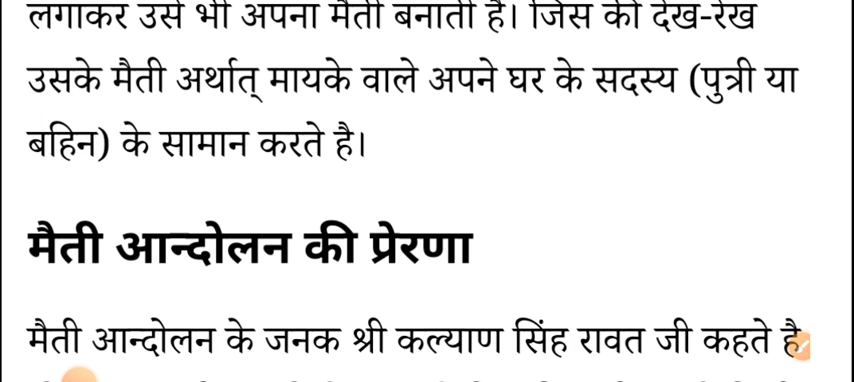 लगाकर उसे भी अपना मैती बनाती है। जिस की देख-रेख
उसके मैती अर्थात् मायके वाले अपने घर के सदस्य (पुत्री या
बहिन) के सामान करते है।
मैती आन्दोलन की प्रेरणा
मैती आन्दोलन के जनक श्री कल्याण सिंह रावत जी कहते है